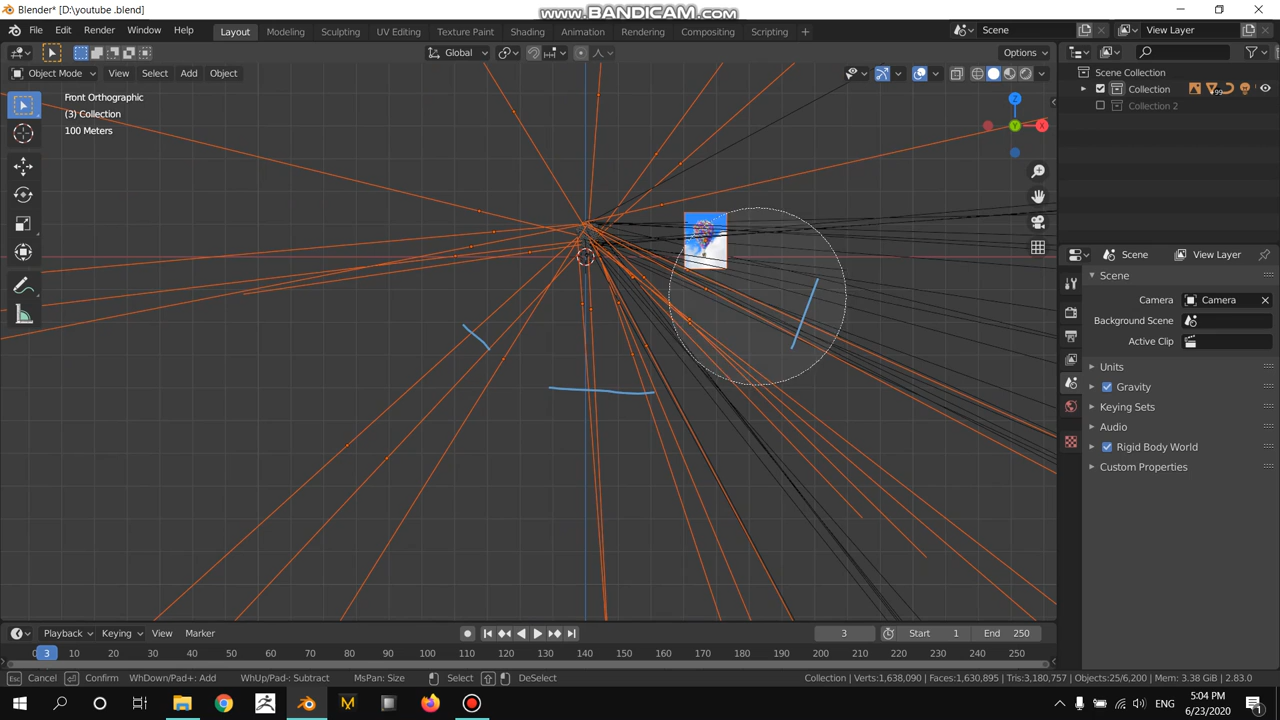 Blender* [D:\youtube .blend]
www.BANDICAM.com
File Edit Render Window Help Layout Modeling Sculpting UV Editing Texture Paint Shading Animation Rendering Compositing Scripting + Scene View Layer
Global Options
Object Mode View Select Add Object
Scene Collection
Collection 99
Collection 2
Front Orthographic
(3) Collection
100 Meters
Z
Y X
Scene View Layer
Scene
Camera Camera
Background Scene
Active Clip
Units
Gravity
Keying Sets
Audio
Rigid Body World
Custom Properties
Playback Keying View Marker 3 Start 1 End 250
0 3 10 20 30 40 50 60 70 80 90 100 110 120 130 140 150 160 170 180 190 200 210 220 230 240 250
Esc Cancel Confirm WhDown/Pad+: Add WhUp/Pad-: Subtract MsPan: Size Select DeSelect Collection | Verts:1,638,090 | Faces:1,630,895 | Tris:3,180,757 | Objects:25/6,200 | Mem: 3.38 GiB | 2.83.0
5:04 PM
6/23/2020
1